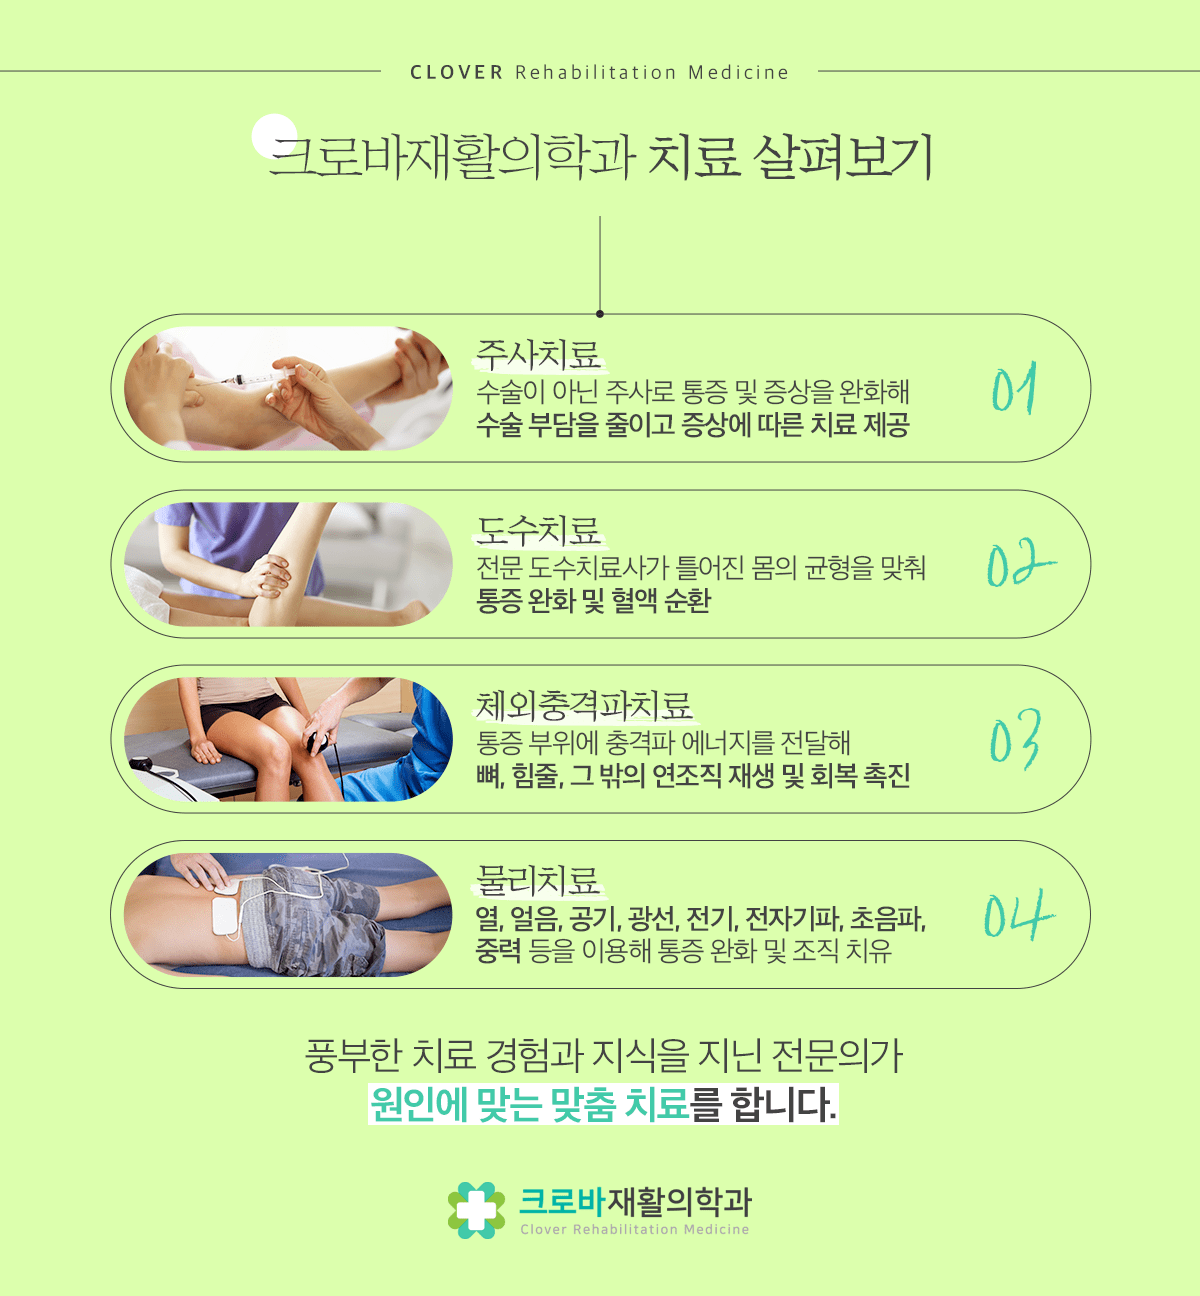 CLOVER Rehabilitation Medicine
크로바재활의학과 치료 살펴보기
주사치료
수술이 아닌 주사로 통증 및 증상을 완화해
수술 부담을 줄이고 증상에 따른 치료 제공
01
도수치료
전문 도수치료사가 틀어진 몸의 균형을 맞춰
통증 완화 및 혈액 순환
02
체외충격파치료
통증 부위에 충격파 에너지를 전달해
뼈, 힘줄, 그 밖의 연조직 재생 및 회복 촉진
03
물리치료
열, 얼음, 공기, 광선, 전기, 전자기파, 초음파,
중력 등을 이용해 통증 완화 및 조직 치유
04
풍부한 치료 경험과 지식을 지닌 전문의가
원인에 맞는 맞춤 치료를 합니다.
크로바재활의학과
Clover Rehabilitation Medicine